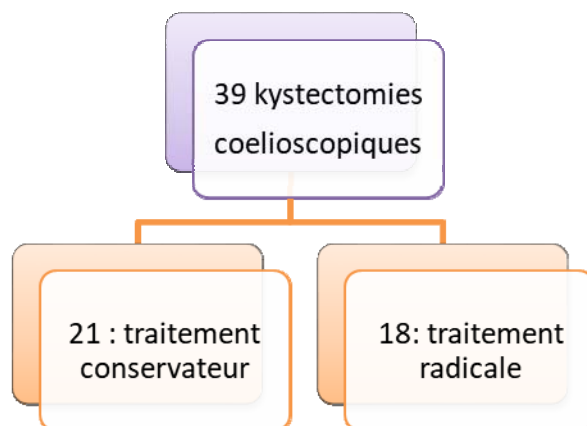 39 kystectomies
coelioscopiques
21 : traitement
conservateur
18: traitement
radicale